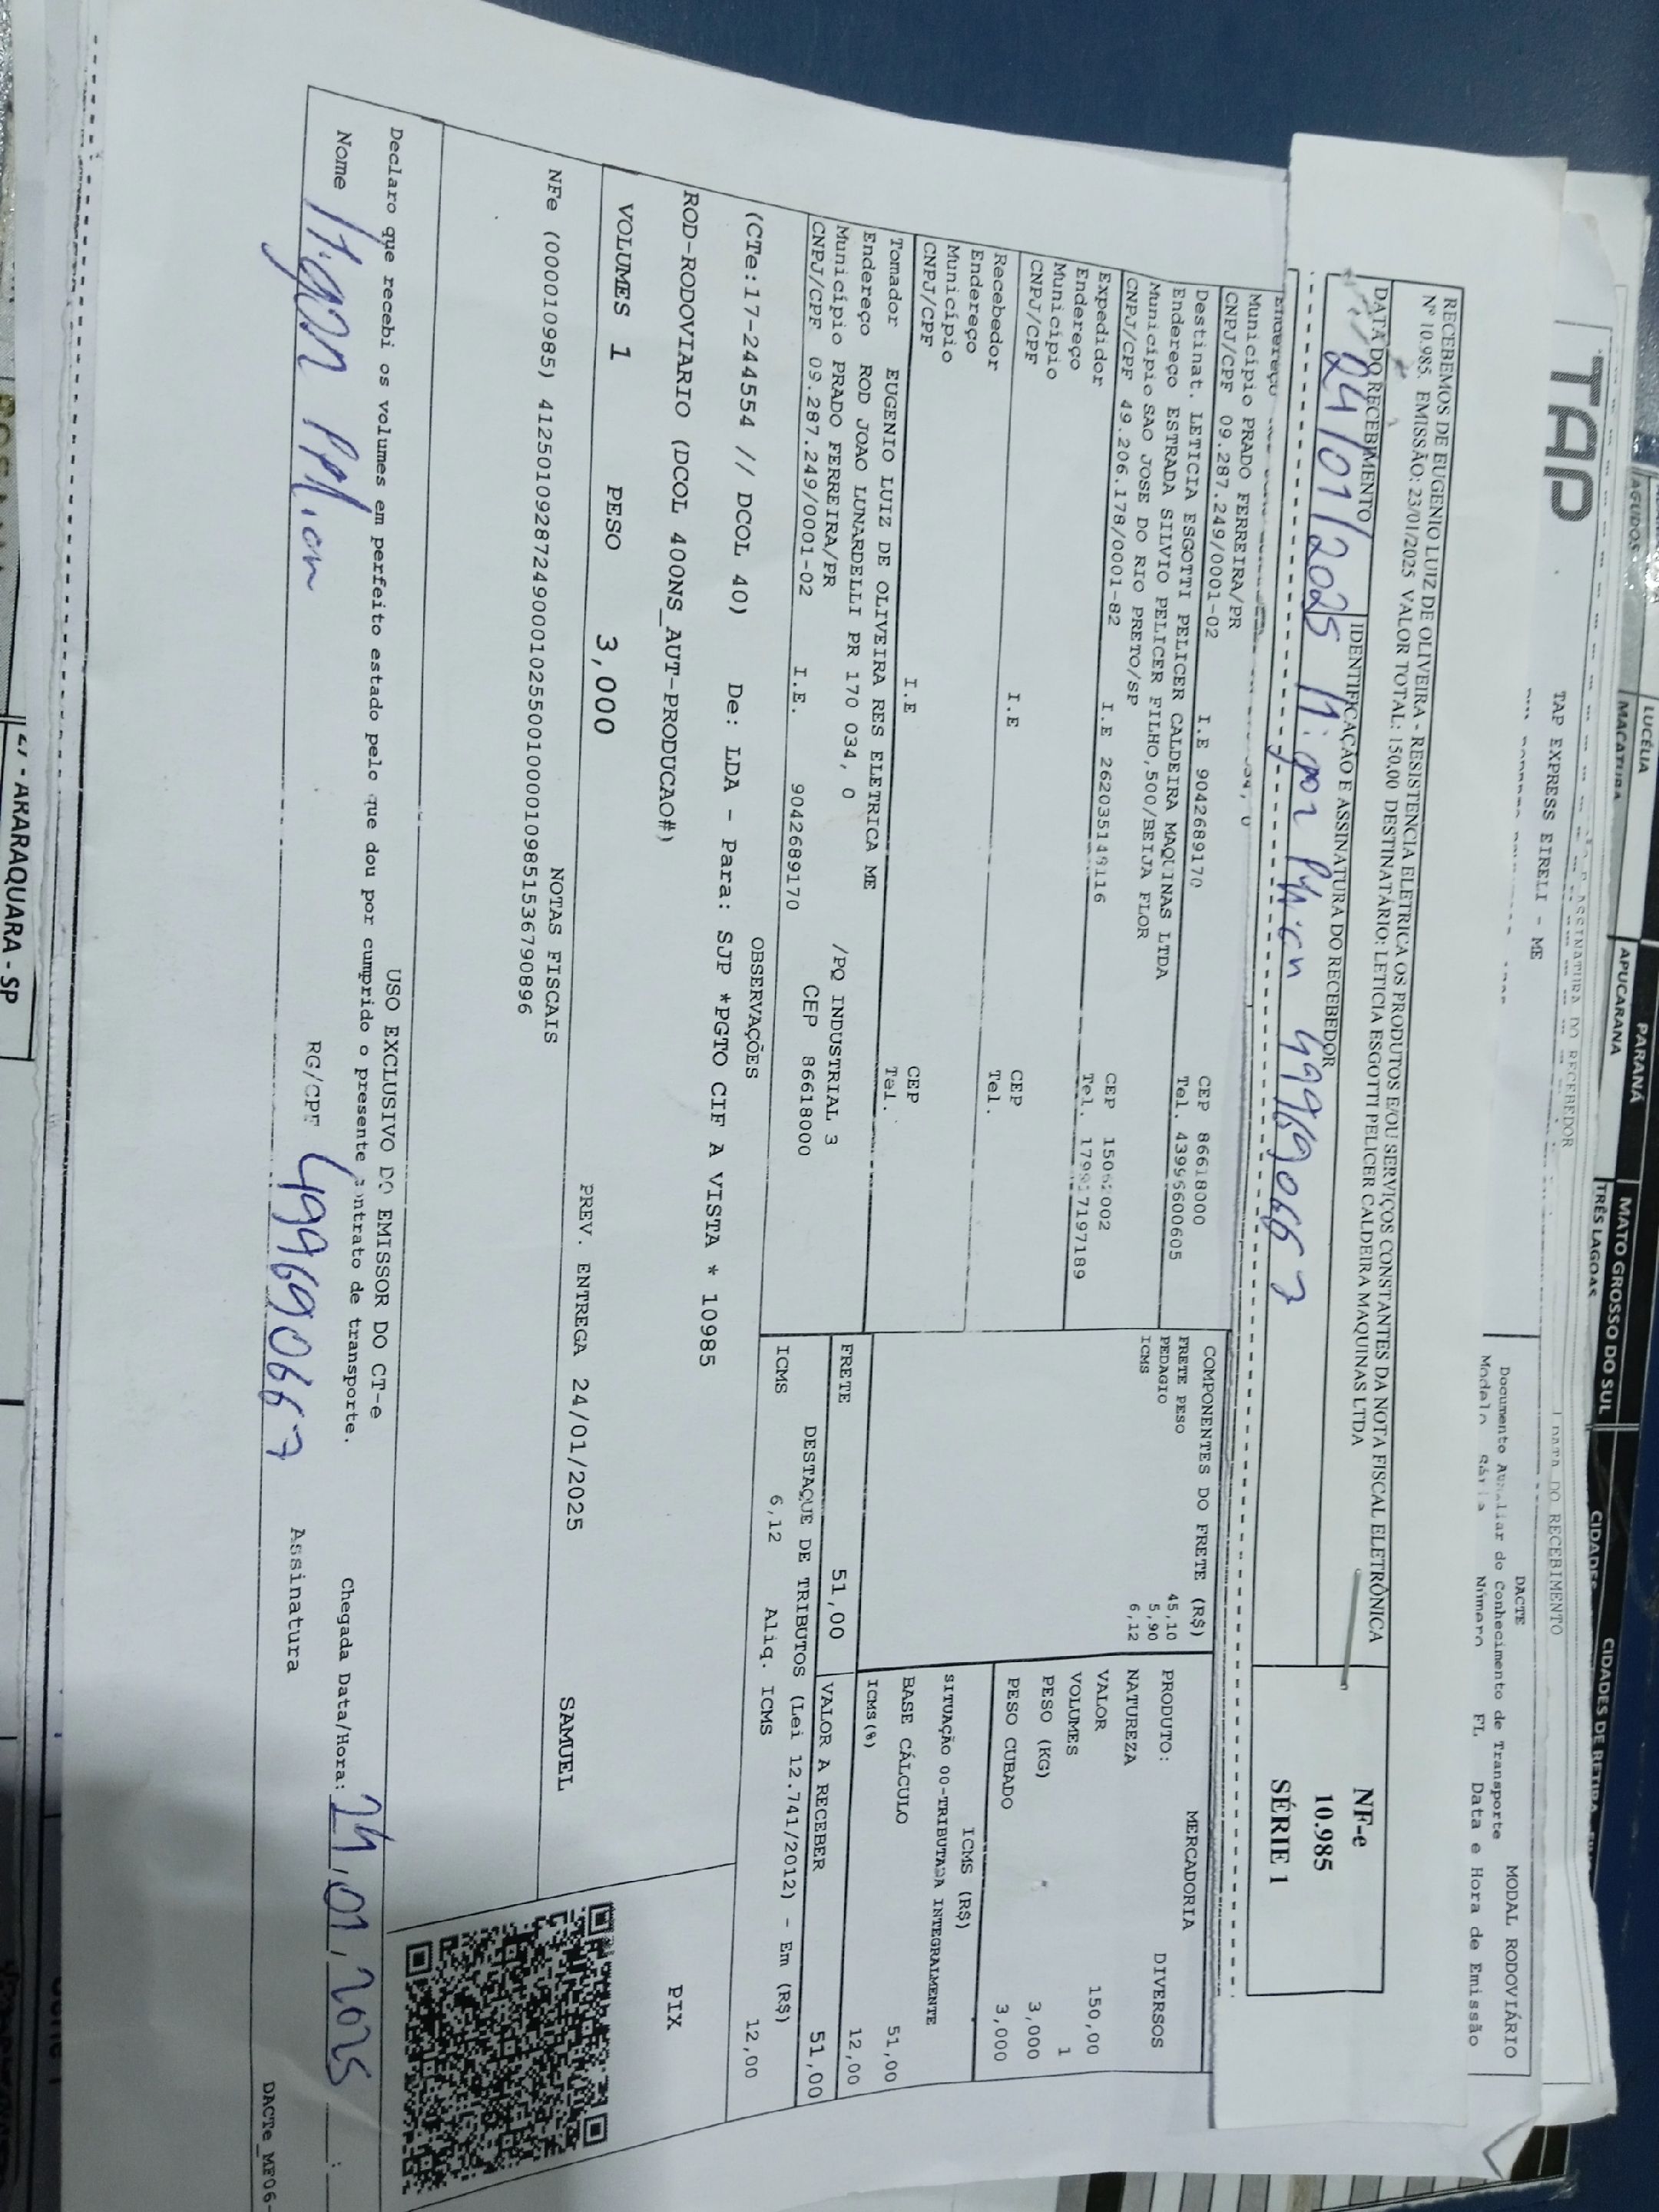 LUCÉLIA
PARANÁ
MATO GROSSO DO SUL
CIDADES DE RETIRA
AGUDOS
MACATUBA
APUCARANA
TRÊS LAGOAS
ASSINATURA DO RECEBEDOR
DATA DO RECEBIMENTO
TAP
TAP EXPRESS EIRELI - ME
DACTE
Documento Auxiliar do Conhecimento de Transporte
MODAL RODOVIÁRIO
Modelo Série Número FL Data e Hora de Emissão
RECEBEMOS DE EUGENIO LUIZ DE OLIVEIRA - RESISTENCIA ELETRICA OS PRODUTOS E/OU SERVIÇOS CONSTANTES DA NOTA FISCAL ELETRÔNICA
Nº 10.985. EMISSÃO: 23/01/2025 VALOR TOTAL: 150,00 DESTINATÁRIO: LETICIA ESGOTTI PELICER CALDEIRA MAQUINAS LTDA
DATA DO RECEBIMENTO
IDENTIFICAÇÃO E ASSINATURA DO RECEBEDOR
24/01/2025 499690667
NF-e
10.985
SÉRIE 1
Endereço
Município PRADO FERREIRA/PR CEP 86618000
CNPJ/CPF 09.287.249/0001-02 I.E 9042689170 Tel. 43995600605
Destinat. LETICIA ESGOTTI PELICER CALDEIRA MAQUINAS LTDA
Endereço ESTRADA SILVIO PELICER FILHO,500/BEIJA FLOR
Município SAO JOSE DO RIO PRETO/SP CEP 15062002
CNPJ/CPF 49.206.178/0001-82 I.E 262035149116 Tel. 17991719718​9
Expedidor
Endereço
Município CEP
CNPJ/CPF I.E Tel.
Recebedor
Endereço
Município CEP
CNPJ/CPF I.E Tel.
Tomador EUGENIO LUIZ DE OLIVEIRA RES ELETRICA ME
Endereço ROD JOAO LUNARDELLI PR 170 034, 0 /PQ INDUSTRIAL 3
Município PRADO FERREIRA/PR CEP 86618000
CNPJ/CPF 09.287.249/0001-02 I.E. 9042689170
COMPONENTES DO FRETE (R$)
FRETE PESO 45,10
PEDAGIO 5,90
ICMS 6,12
FRETE 51,00
MERCADORIA
PRODUTO: DIVERSOS
NATUREZA
VALOR 150,00
VOLUMES 1
PESO (KG) 3,000
PESO CUBADO 3,000
ICMS (R$)
SITUAÇÃO 00-TRIBUTADA INTEGRALMENTE
BASE CÁLCULO 51,00
ICMS(%) 12,00
VALOR A RECEBER 51,00
DESTAQUE DE TRIBUTOS (Lei 12.741/2012) - Em (R$)
ICMS 6,12 Aliq. ICMS 12,00
OBSERVAÇÕES
(CTe:17-244554 // DCOL 40) De: LDA - Para: SJP *PGTO CIF A VISTA * 10985
ROD-RODOVIARIO (DCOL 400NS_AUT-PRODUCAO#)
PIX
VOLUMES 1 PESO 3,000 PREV. ENTREGA 24/01/2025 SAMUEL
NOTAS FISCAIS
NFe (000010985) 41250109287249000102550010000109851536790896
USO EXCLUSIVO DO EMISSOR DO CT-e
Declaro que recebi os volumes em perfeito estado pelo que dou por cumprido o presente contrato de transporte.
Chegada Data/Hora: 24,01,2025
Nome RG/CPF 499690667 Assinatura
DACTe_MF06-
- ARARAQUARA - SP